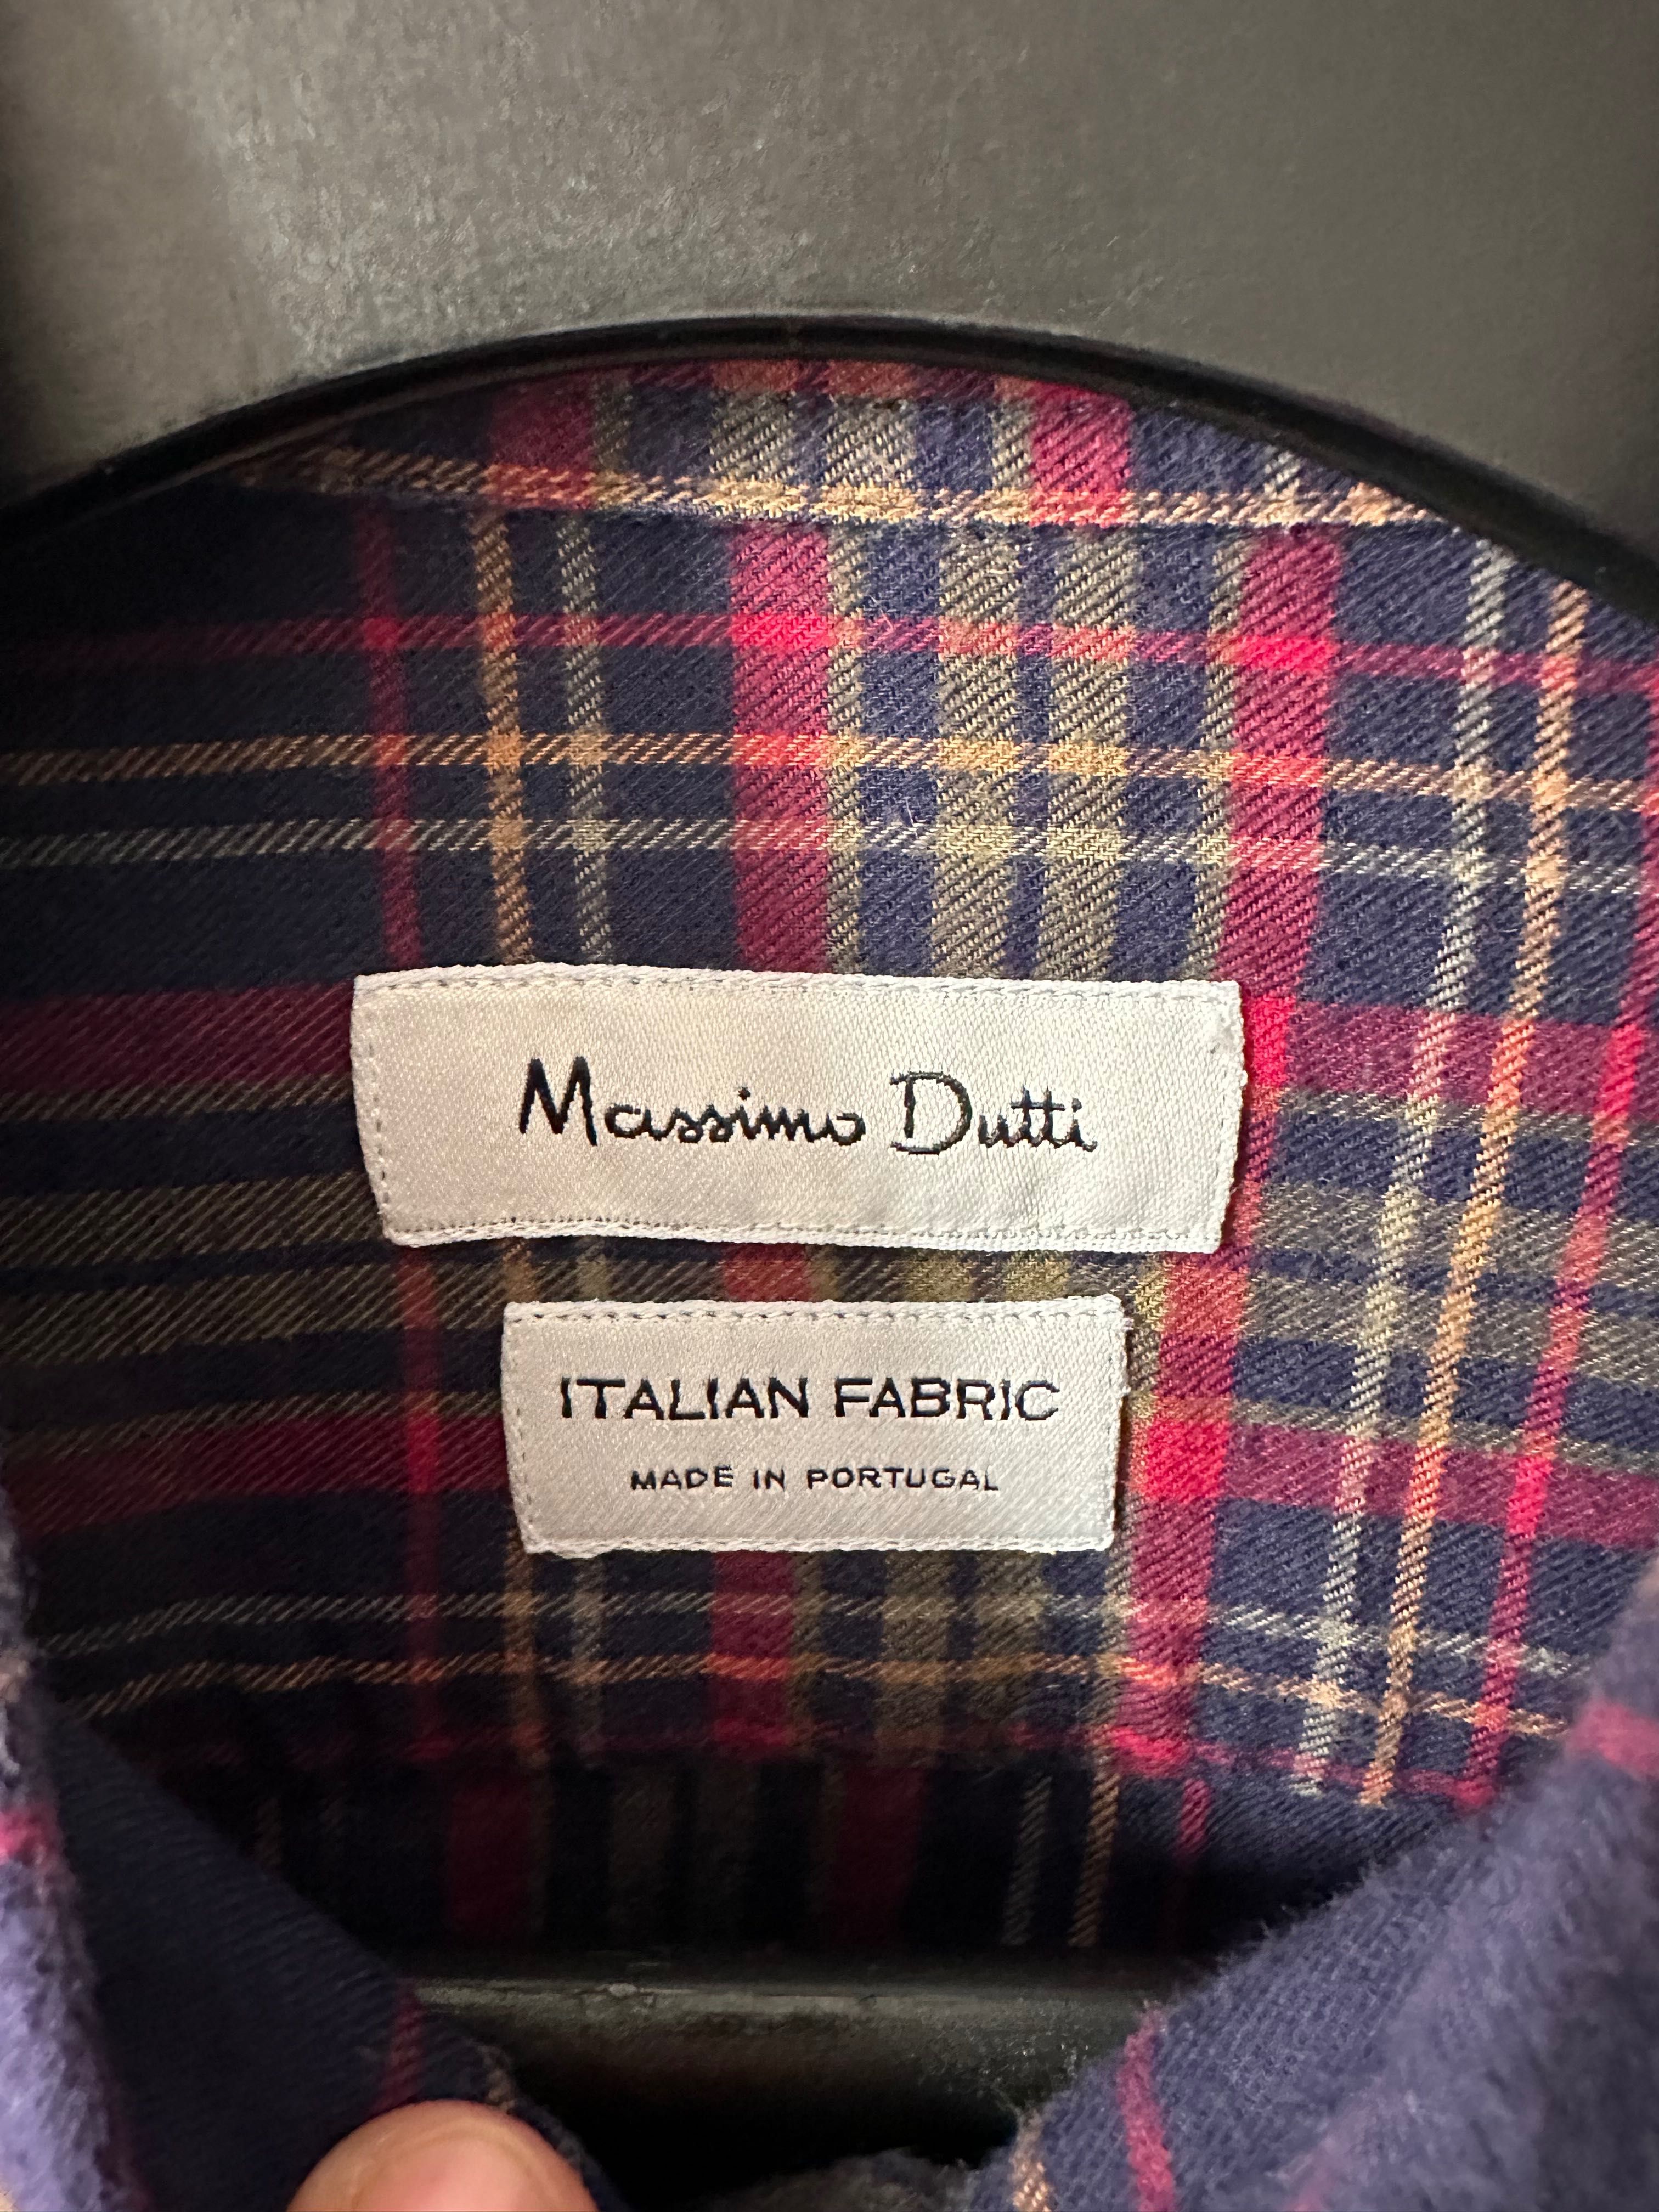 Massimo Dutti
ITALIAN FABRIC
MADE IN PORTUGAL